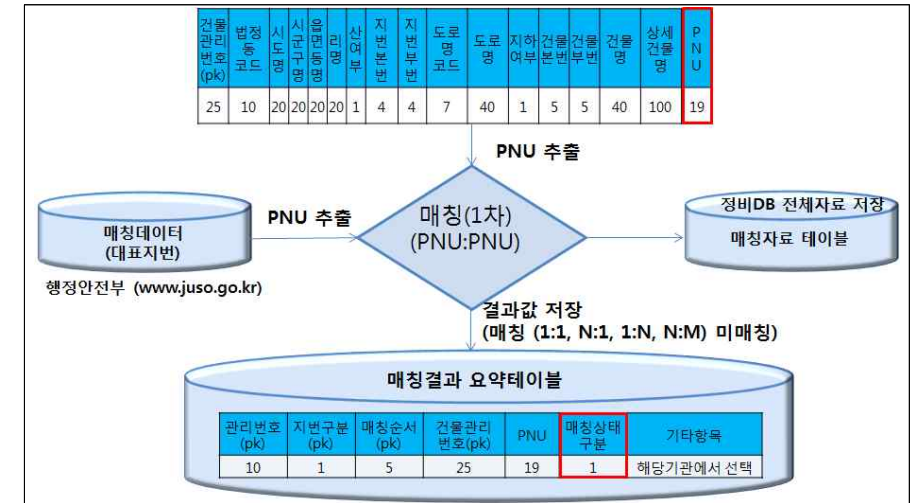 건물관리번호(pk) 법정동코드 시도명 시군구명 읍면동명 리명 산여부 지번본번 지번부번 도로명코드 도로명 지하여부 건물본번 건물부번 건물명 상세건물명 PNU
25 10 20 20 20 20 1 4 4 7 40 1 5 5 40 100 19
PNU 추출
매칭데이터
(대표지번)
행정안전부 (www.juso.go.kr)
PNU 추출
매칭(1차)
(PNU:PNU)
정비DB 전체자료 저장
매칭자료 테이블
결과값 저장
(매칭 (1:1, N:1, 1:N, N:M) 미매칭)
매칭결과 요약테이블
관리번호(pk) 지번구분(pk) 매칭순서(pk) 건물관리번호(pk) PNU 매칭상태구분 기타항목
10 1 5 25 19 1 해당기관에서 선택